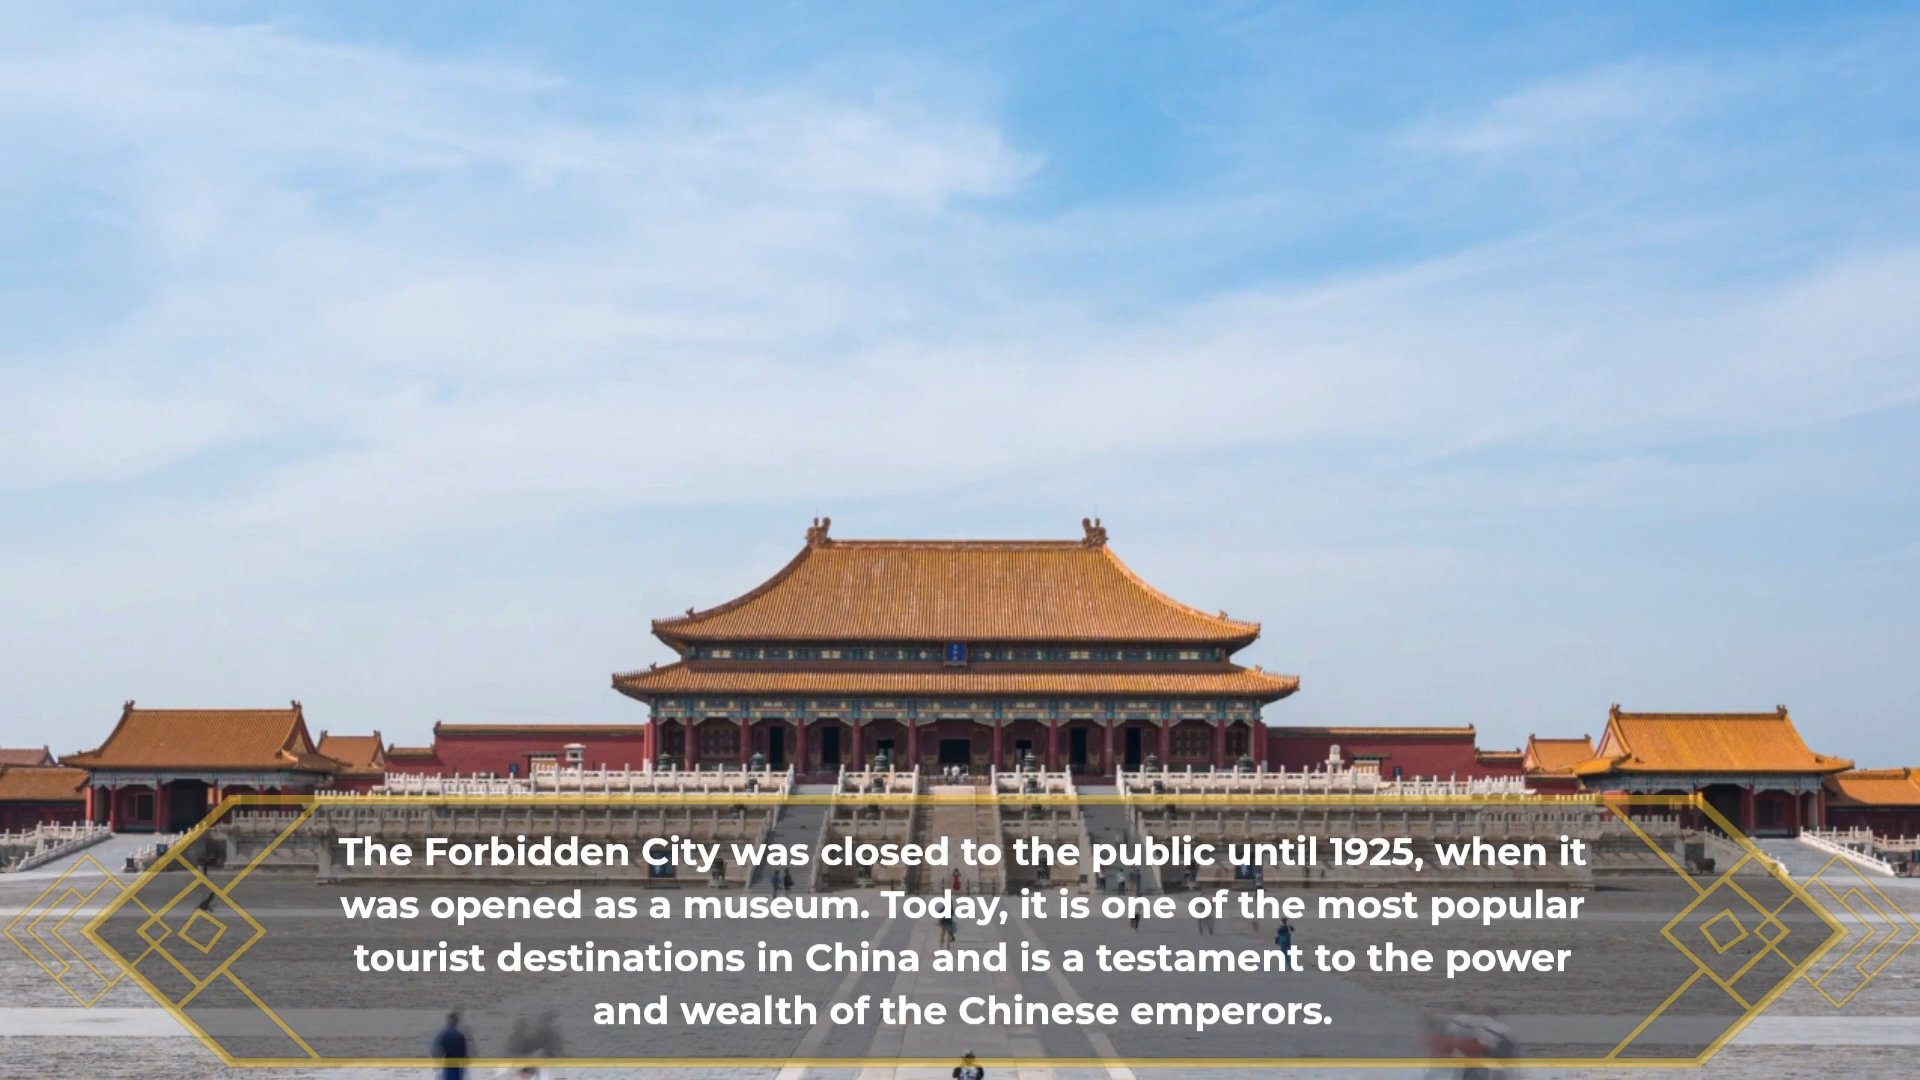 The Forbidden City was closed to the public until 1925, when it
was opened as a museum. Today, it is one of the most popular
tourist destinations in China and is a testament to the power
and wealth of the Chinese emperors.